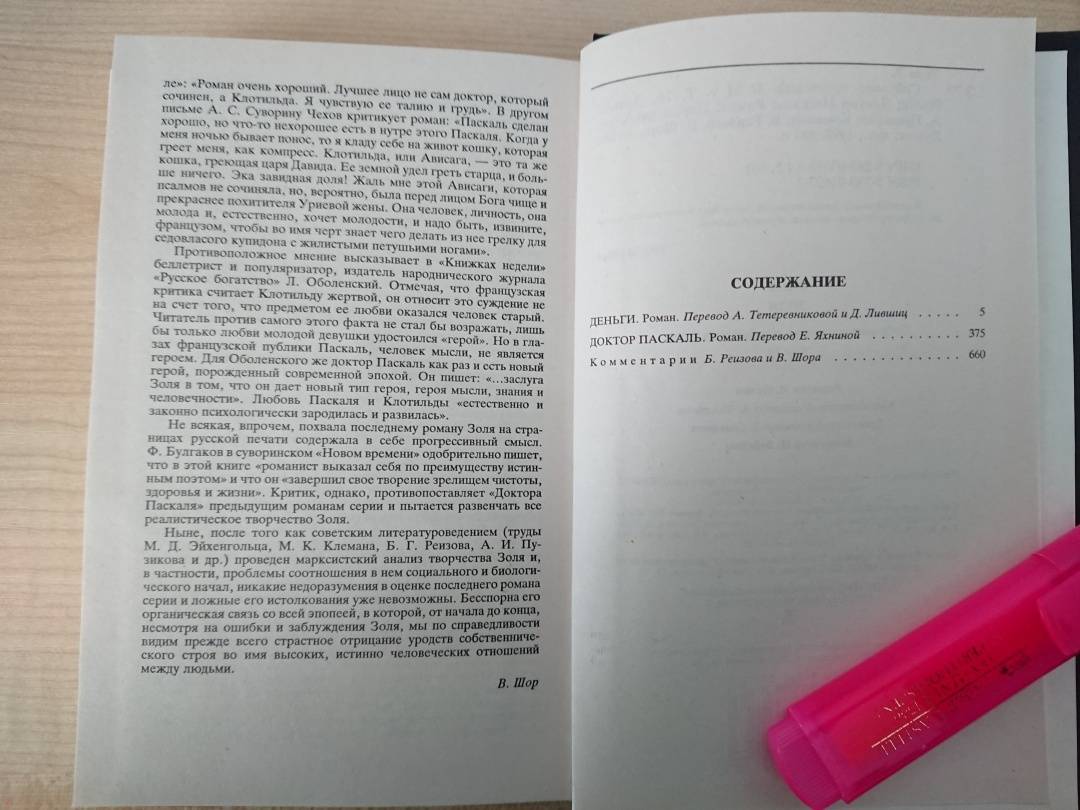 ле»: «Роман очень хороший. Лучшее лицо не сам доктор, который
сочинен, а Клотильда. Я чувствую ее талию и грудь». В другом
письме А. С. Суворину Чехов критикует роман: «Паскаль сделан
хорошо, но что-то нехорошее есть в нутре этого Паскаля. Когда у
меня ночью бывает понос, то я кладу себе на живот кошку, которая
греет меня, как компресс. Клотильда, или Ависага, — это та же
кошка, греющая царя Давида. Ее земной удел греть старца, и боль-
ше ничего. Эка завидная доля! Жаль мне этой Ависаги, которая
псалмов не сочиняла, но, вероятно, была перед лицом Бога чище и
прекраснее похитителя Уриевой жены. Она человек, личность, она
молода и, естественно, хочет молодости, и надо быть, извините,
французом, чтобы во имя черт знает чего делать из нее грелку для
седовласого купидона с жилистыми петушьими ногами».
Противоположное мнение высказывает в «Книжках недели»
беллетрист и популяризатор, издатель народнического журнала
«Русское богатство» Л. Оболенский. Отмечая, что французская
критика считает Клотильду жертвой, он относит это суждение не
на счет того, что предметом ее любви оказался человек старый.
Читатель против самого этого факта не стал бы возражать, лишь
бы только любви молодой девушки удостоился «герой». Но в гла-
зах французской публики Паскаль, человек мысли, не является
героем. Для Оболенского же доктор Паскаль как раз и есть новый
герой, порожденный современной эпохой. Он пишет: «...заслуга
Золя в том, что он дает новый тип героя, героя мысли, знания и
человечности». Любовь Паскаля и Клотильды «естественно и
законно психологически зародилась и развилась».
Не всякая, впрочем, похвала последнему роману Золя на стра-
ницах русской печати содержала в себе прогрессивный смысл.
Ф. Булгаков в суворинском «Новом времени» одобрительно пишет,
что в этой книге «романист выказал себя по преимуществу истин-
ным поэтом» и что он «завершил свое творение зрелищем чистоты,
здоровья и жизни». Критик, однако, противопоставляет «Доктора
Паскаля» предыдущим романам серии и пытается развенчать все
реалистическое творчество Золя.
Ныне, после того как советским литературоведением (труды
М. Д. Эйхенгольца, М. К. Клемана, Б. Г. Реизова, А. И. Пу-
зикова и др.) проведен марксистский анализ творчества Золя и,
в частности, проблемы соотношения в нем социального и биологи-
ческого начал, никакие недоразумения в оценке последнего романа
серии и ложные его истолкования уже невозможны. Бесспорна его
органическая связь со всей эпопеей, в которой, от начала до конца,
несмотря на ошибки и заблуждения Золя, мы по справедливости
видим прежде всего страстное отрицание уродств собственниче-
ского строя во имя высоких, истинно человеческих отношений
между людьми.
В. Шор
СОДЕРЖАНИЕ
ДЕНЬГИ. Роман. Перевод А. Тетеревниковой и Д. Лившиц . . . . . 5
ДОКТОР ПАСКАЛЬ. Роман. Перевод Е. Яхниной . . . . . . . . . . . 375
Комментарии Б. Реизова и В. Шора . . . . . . . . . . . . . . . 660